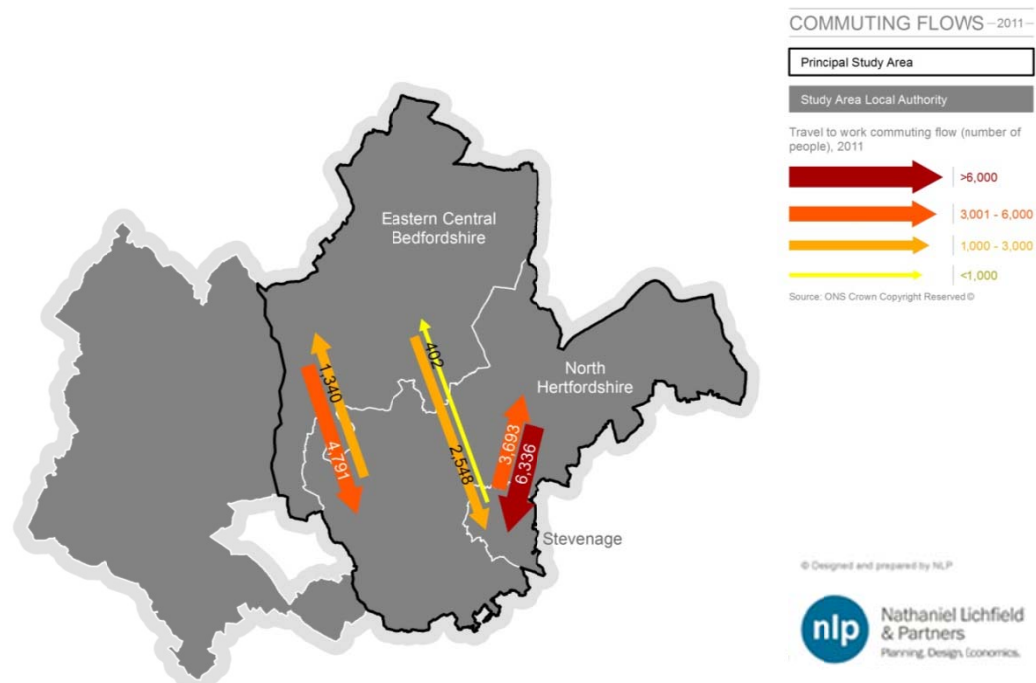 COMMUTING FLOWS –2011–
Principal Study Area
Study Area Local Authority
Travel to work commuting flow (number of
people), 2011
>6,000
3,001 - 6,000
1,000 - 3,000
<1,000
Source: ONS Crown Copyright Reserved ©
Eastern Central
Bedfordshire
North
Hertfordshire
1,340
4,791
402
2,548
3,693
6,336
Stevenage
© Designed and prepared by NLP
nlp
Nathaniel Lichfield
& Partners
Planning. Design. Economics.